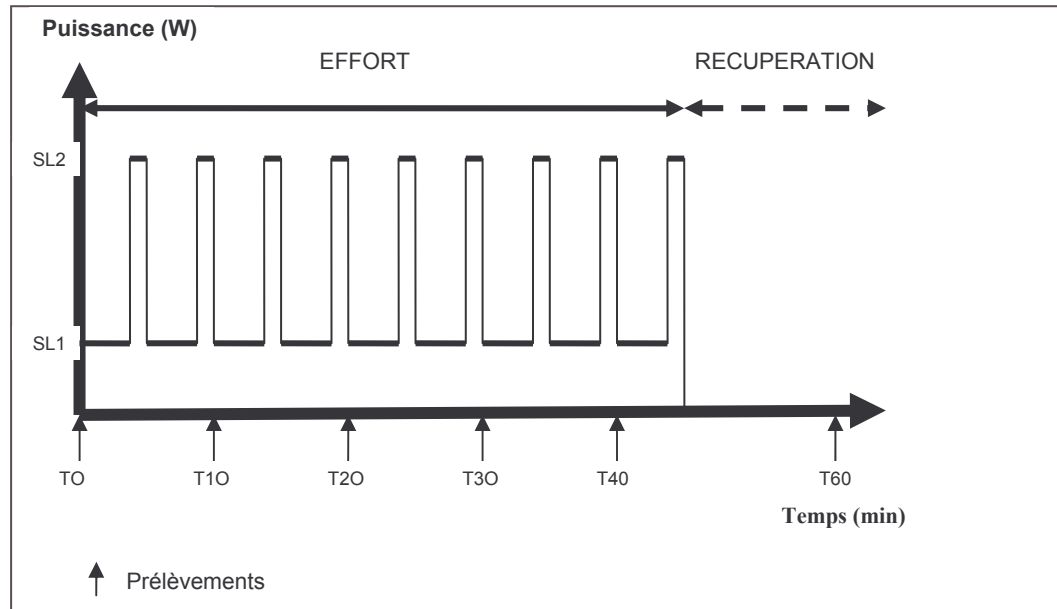 Puissance (W)
EFFORT
RECUPERATION
SL2
SL1
TO
T1O
T2O
T3O
T40
T60
Temps (min)
Prélèvements